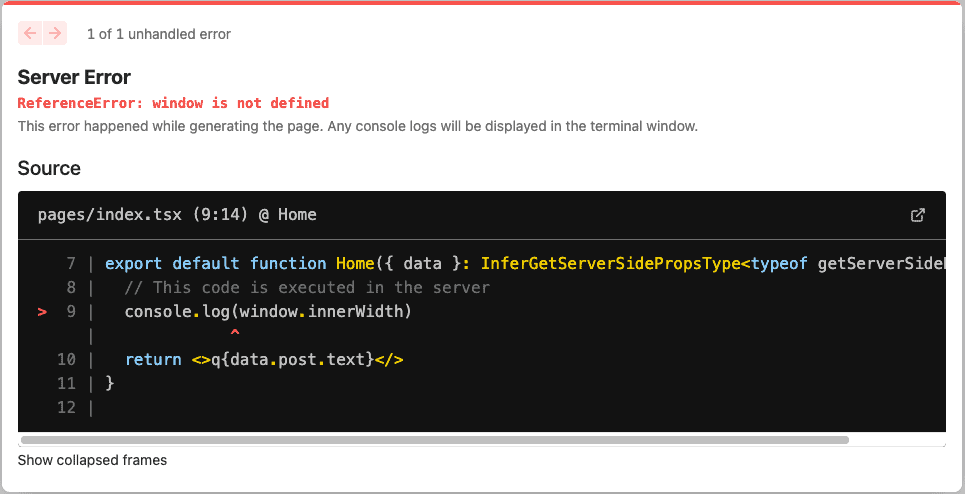 1 of 1 unhandled error
Server Error
ReferenceError: window is not defined
This error happened while generating the page. Any console logs will be displayed in the terminal window.
Source
pages/index.tsx (9:14) @ Home
7 | export default function Home({ data }: InferGetServerSidePropsType<typeof getServerSide
8 | // This code is executed in the server
> 9 | console.log(window.innerWidth)
| ^
10 | return <>q{data.post.text}</>
11 | }
12 |
Show collapsed frames